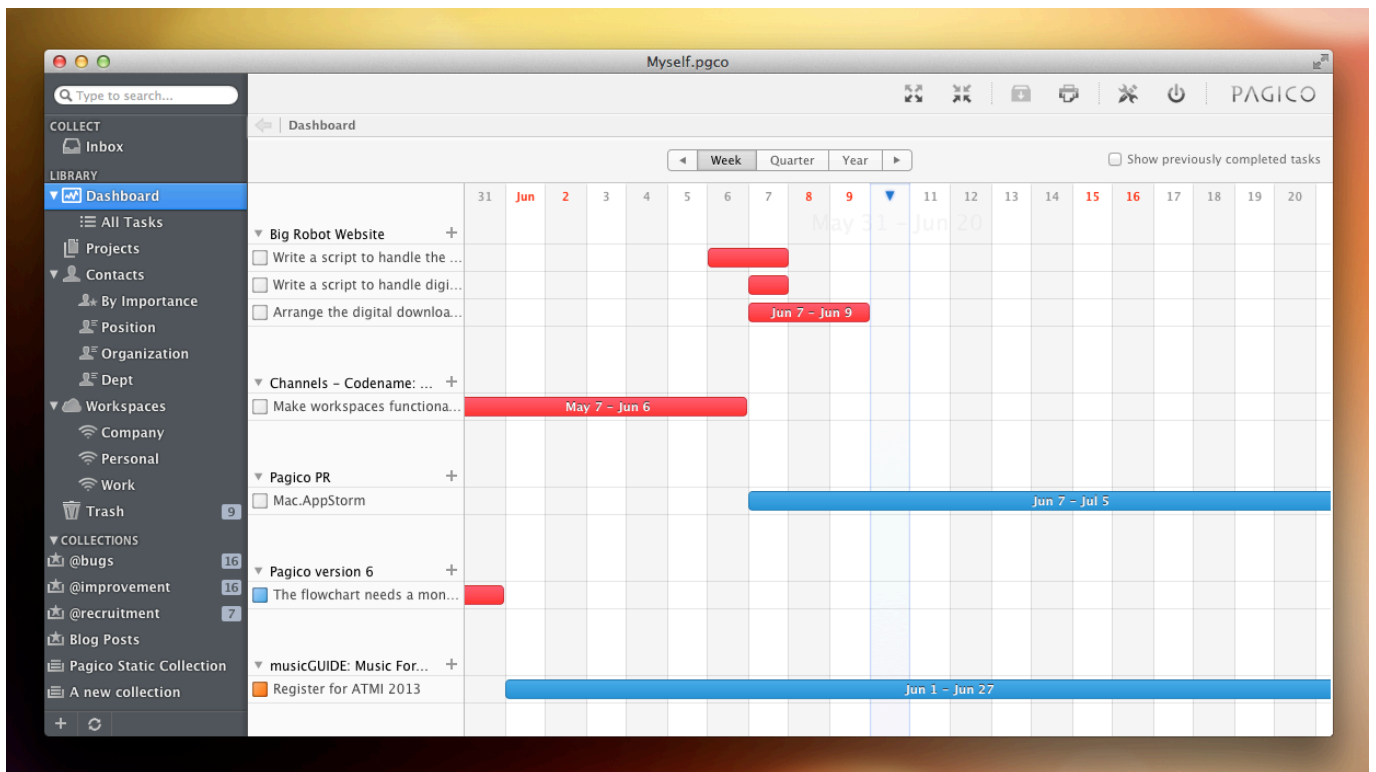 Myself.pgco
Type to search...
PAGICO
COLLECT
Inbox
LIBRARY
Dashboard
All Tasks
Projects
Contacts
By Importance
Position
Organization
Dept
Workspaces
Company
Personal
Work
Trash 9
COLLECTIONS
@bugs 16
@improvement 16
@recruitment 7
Blog Posts
Pagico Static Collection
A new collection
Dashboard
Week Quarter Year
Show previously completed tasks
31 Jun 2 3 4 5 6 7 8 9 11 12 13 14 15 16 17 18 19 20
May 31 – Jun 20
Big Robot Website +
Write a script to handle the ...
Write a script to handle digi...
Arrange the digital downloa... Jun 7 – Jun 9
Channels – Codename: ... +
Make workspaces functiona... May 7 – Jun 6
Pagico PR +
Mac.AppStorm Jun 7 – Jul 5
Pagico version 6 +
The flowchart needs a mon...
musicGUIDE: Music For... +
Register for ATMI 2013 Jun 1 – Jun 27